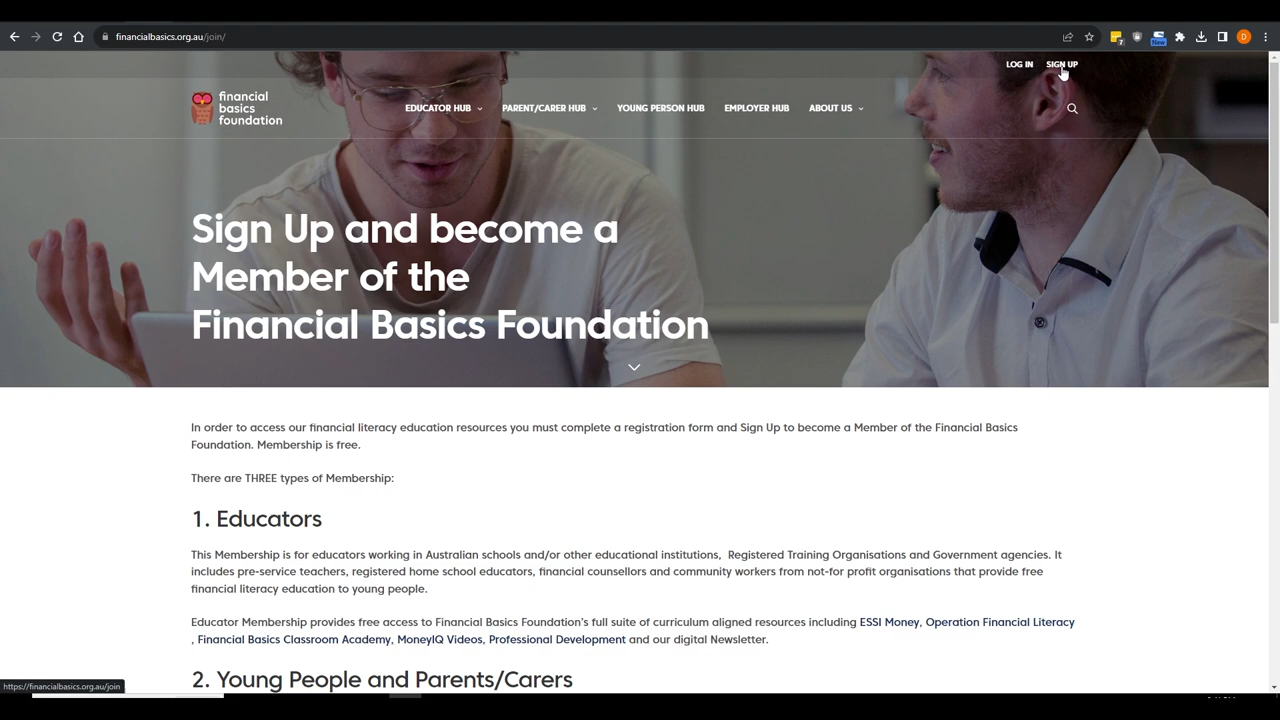 financialbasics.org.au/join/
7
New
D
LOG IN SIGN UP
financial
basics
foundation
EDUCATOR HUB PARENT/CARER HUB YOUNG PERSON HUB EMPLOYER HUB ABOUT US
Sign Up and become a
Member of the
Financial Basics Foundation
In order to access our financial literacy education resources you must complete a registration form and Sign Up to become a Member of the Financial Basics
Foundation. Membership is free.
There are THREE types of Membership:
1. Educators
This Membership is for educators working in Australian schools and/or other educational institutions, Registered Training Organisations and Government agencies. It
includes pre-service teachers, registered home school educators, financial counsellors and community workers from not-for profit organisations that provide free
financial literacy education to young people.
Educator Membership provides free access to Financial Basics Foundation's full suite of curriculum aligned resources including ESSI Money, Operation Financial Literacy
, Financial Basics Classroom Academy, MoneyIQ Videos, Professional Development and our digital Newsletter.
2. Young People and Parents/Carers
https://financialbasics.org.au/join